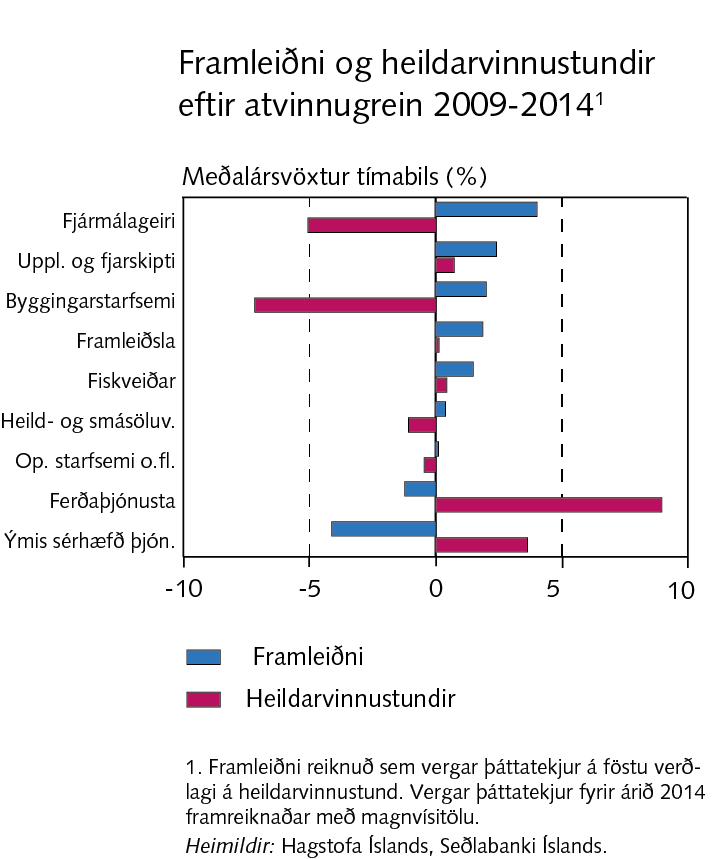 Framleiðni og heildarvinnustundir
eftir atvinnugrein 2009-2014¹
Meðalársvöxtur tímabils (%)
Fjármálageiri
Uppl. og fjarskipti
Byggingarstarfsemi
Framleiðsla
Fiskveiðar
Heild- og smásöluv.
Op. starfsemi o.fl.
Ferðaþjónusta
Ýmis sérhæfð þjón.
-10 -5 0 5 10
Framleiðni
Heildarvinnustundir
1. Framleiðni reiknuð sem vergar þáttatekjur á föstu verð-
lagi á heildarvinnustund. Vergar þáttatekjur fyrir árið 2014
framreiknaðar með magnvísitölu.
Heimildir: Hagstofa Íslands, Seðlabanki Íslands.